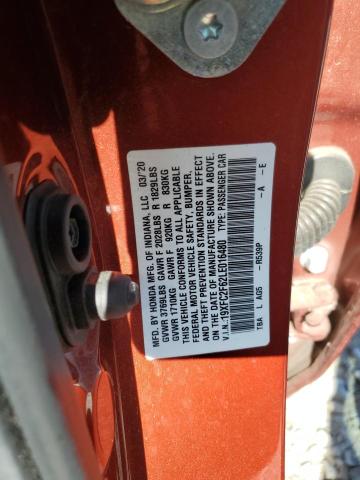 MFD. BY HONDA MFG. OF INDIANA, LLC 03/20
GVWR 3769LBS GAWR F 2028LBS R 1829LBS
GVWR 1710KG GAWR F 920KG R 830KG
THIS VEHICLE CONFORMS TO ALL APPLICABLE
FEDERAL MOTOR VEHICLE SAFETY, BUMPER,
AND THEFT PREVENTION STANDARDS IN EFFECT
ON THE DATE OF MANUFACTURE SHOWN ABOVE.
V.I.N.:19XFC2F62LE016480 TYPE: PASSENGER CAR
TBA L AG5 R539P A E